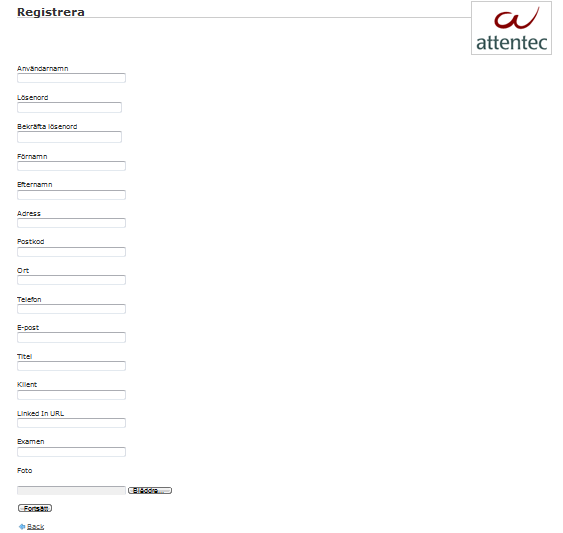 Registrera
attentec
Användarnamn
Lösenord
Bekräfta lösenord
Förnamn
Efternamn
Adress
Postkod
Ort
Telefon
E-post
Titel
Klient
Linked In URL
Examen
Foto
Bläddra...
Fortsätt
Back